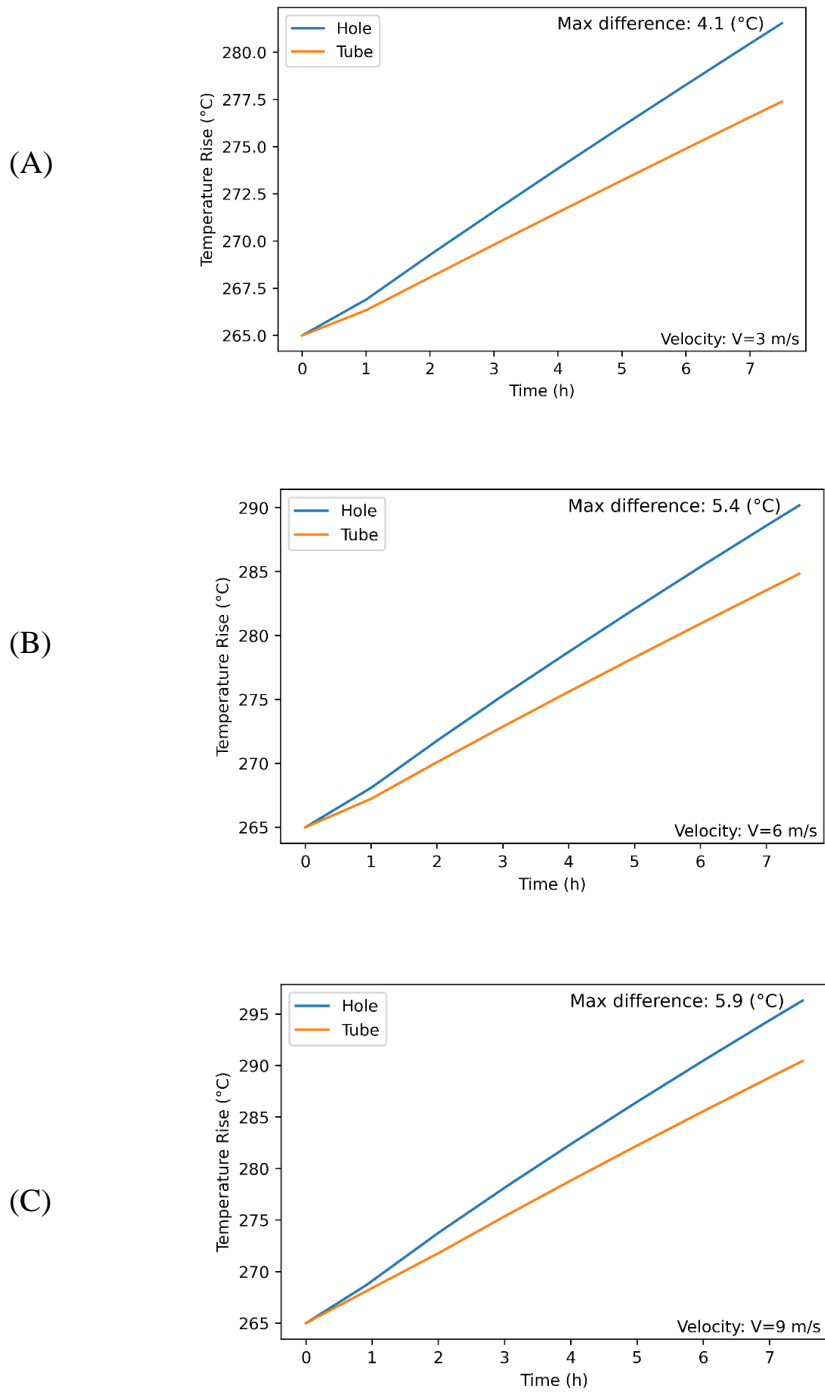 (A)
Hole
Tube
Max difference: 4.1 (°C)
Temperature Rise (°C)
280.0
277.5
275.0
272.5
270.0
267.5
265.0
Velocity: V=3 m/s
0 1 2 3 4 5 6 7
Time (h)
(B)
Hole
Tube
Max difference: 5.4 (°C)
Temperature Rise (°C)
290
285
280
275
270
265
Velocity: V=6 m/s
0 1 2 3 4 5 6 7
Time (h)
(C)
Hole
Tube
Max difference: 5.9 (°C)
Temperature Rise (°C)
295
290
285
280
275
270
265
Velocity: V=9 m/s
0 1 2 3 4 5 6 7
Time (h)